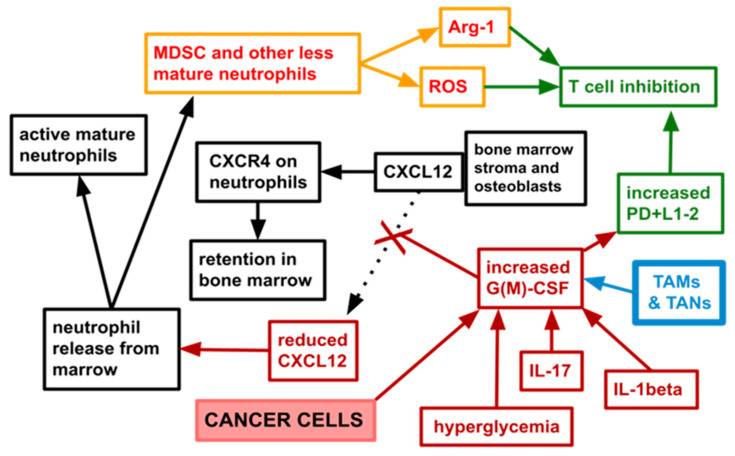 Arg-1
MDSC and other less
mature neutrophils
ROS
T cell inhibition
active mature
neutrophils
CXCR4 on
neutrophils
CXCL12
bone marrow
stroma and
osteoblasts
increased
PD+L1-2
retention in
bone marrow
increased
G(M)-CSF
TAMs
& TANs
neutrophil
release from
marrow
reduced
CXCL12
IL-17
IL-1beta
CANCER CELLS
hyperglycemia